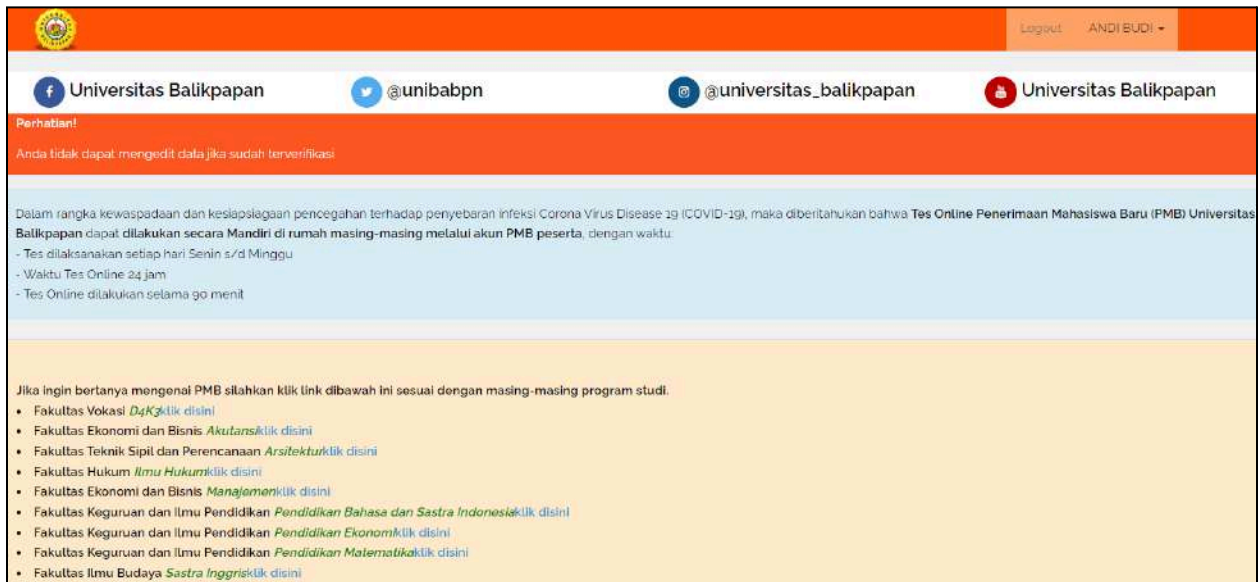 Logout ANDI BUDI
Universitas Balikpapan @unibabpn @universitas_balikpapan Universitas Balikpapan
Perhatian!
Anda tidak dapat mengedit data jika sudah terverifikasi
Dalam rangka kewaspadaan dan kesiapsiagaan pencegahan terhadap penyebaran infeksi Corona Virus Disease 19 (COVID-19), maka diberitahukan bahwa Tes Online Penerimaan Mahasiswa Baru (PMB) Universitas
Balikpapan dapat dilakukan secara Mandiri di rumah masing-masing melalui akun PMB peserta, dengan waktu:
- Tes dilaksanakan setiap hari Senin s/d Minggu
- Waktu Tes Online 24 jam
- Tes Online dilakukan selama 90 menit
Jika ingin bertanya mengenai PMB silahkan klik link dibawah ini sesuai dengan masing-masing program studi.
• Fakultas Vokasi D4K3klik disini
• Fakultas Ekonomi dan Bisnis Akutansiklik disini
• Fakultas Teknik Sipil dan Perencanaan Arsitekturklik disini
• Fakultas Hukum Ilmu Hukumklik disini
• Fakultas Ekonomi dan Bisnis Manajemenklik disini
• Fakultas Keguruan dan Ilmu Pendidikan Pendidikan Bahasa dan Sastra Indonesiaklik disini
• Fakultas Keguruan dan Ilmu Pendidikan Pendidikan Ekonomiklik disini
• Fakultas Keguruan dan Ilmu Pendidikan Pendidikan Matematikaklik disini
• Fakultas Ilmu Budaya Sastra Inggrisklik disini